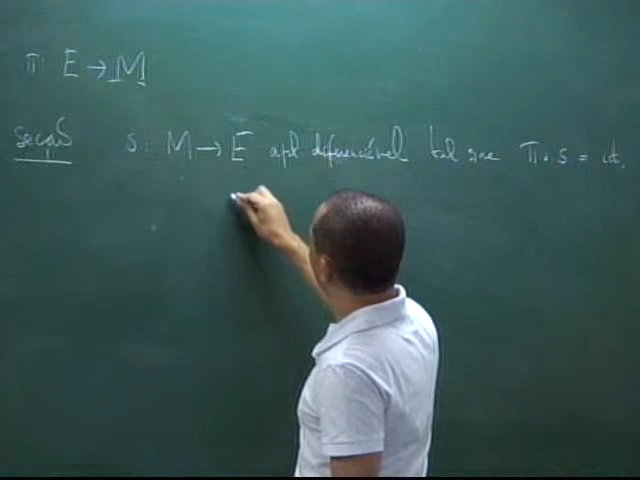 π: E → M
Seção s: M → E apl diferenciável tal que π∘s = id.